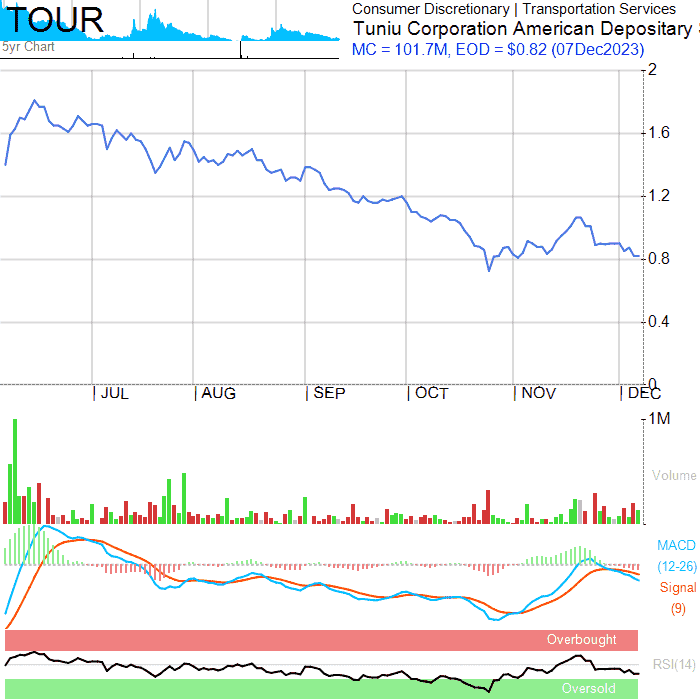 TOUR
5yr Chart
Consumer Discretionary | Transportation Services
Tuniu Corporation American Depositary
MC = 101.7M, EOD = $0.82 (07Dec2023)
2
1.6
1.2
0.8
0.4
0
JUL AUG SEP OCT NOV DEC
1M
Volume
MACD
(12-26)
Signal
(9)
Overbought
RSI(14)
Oversold